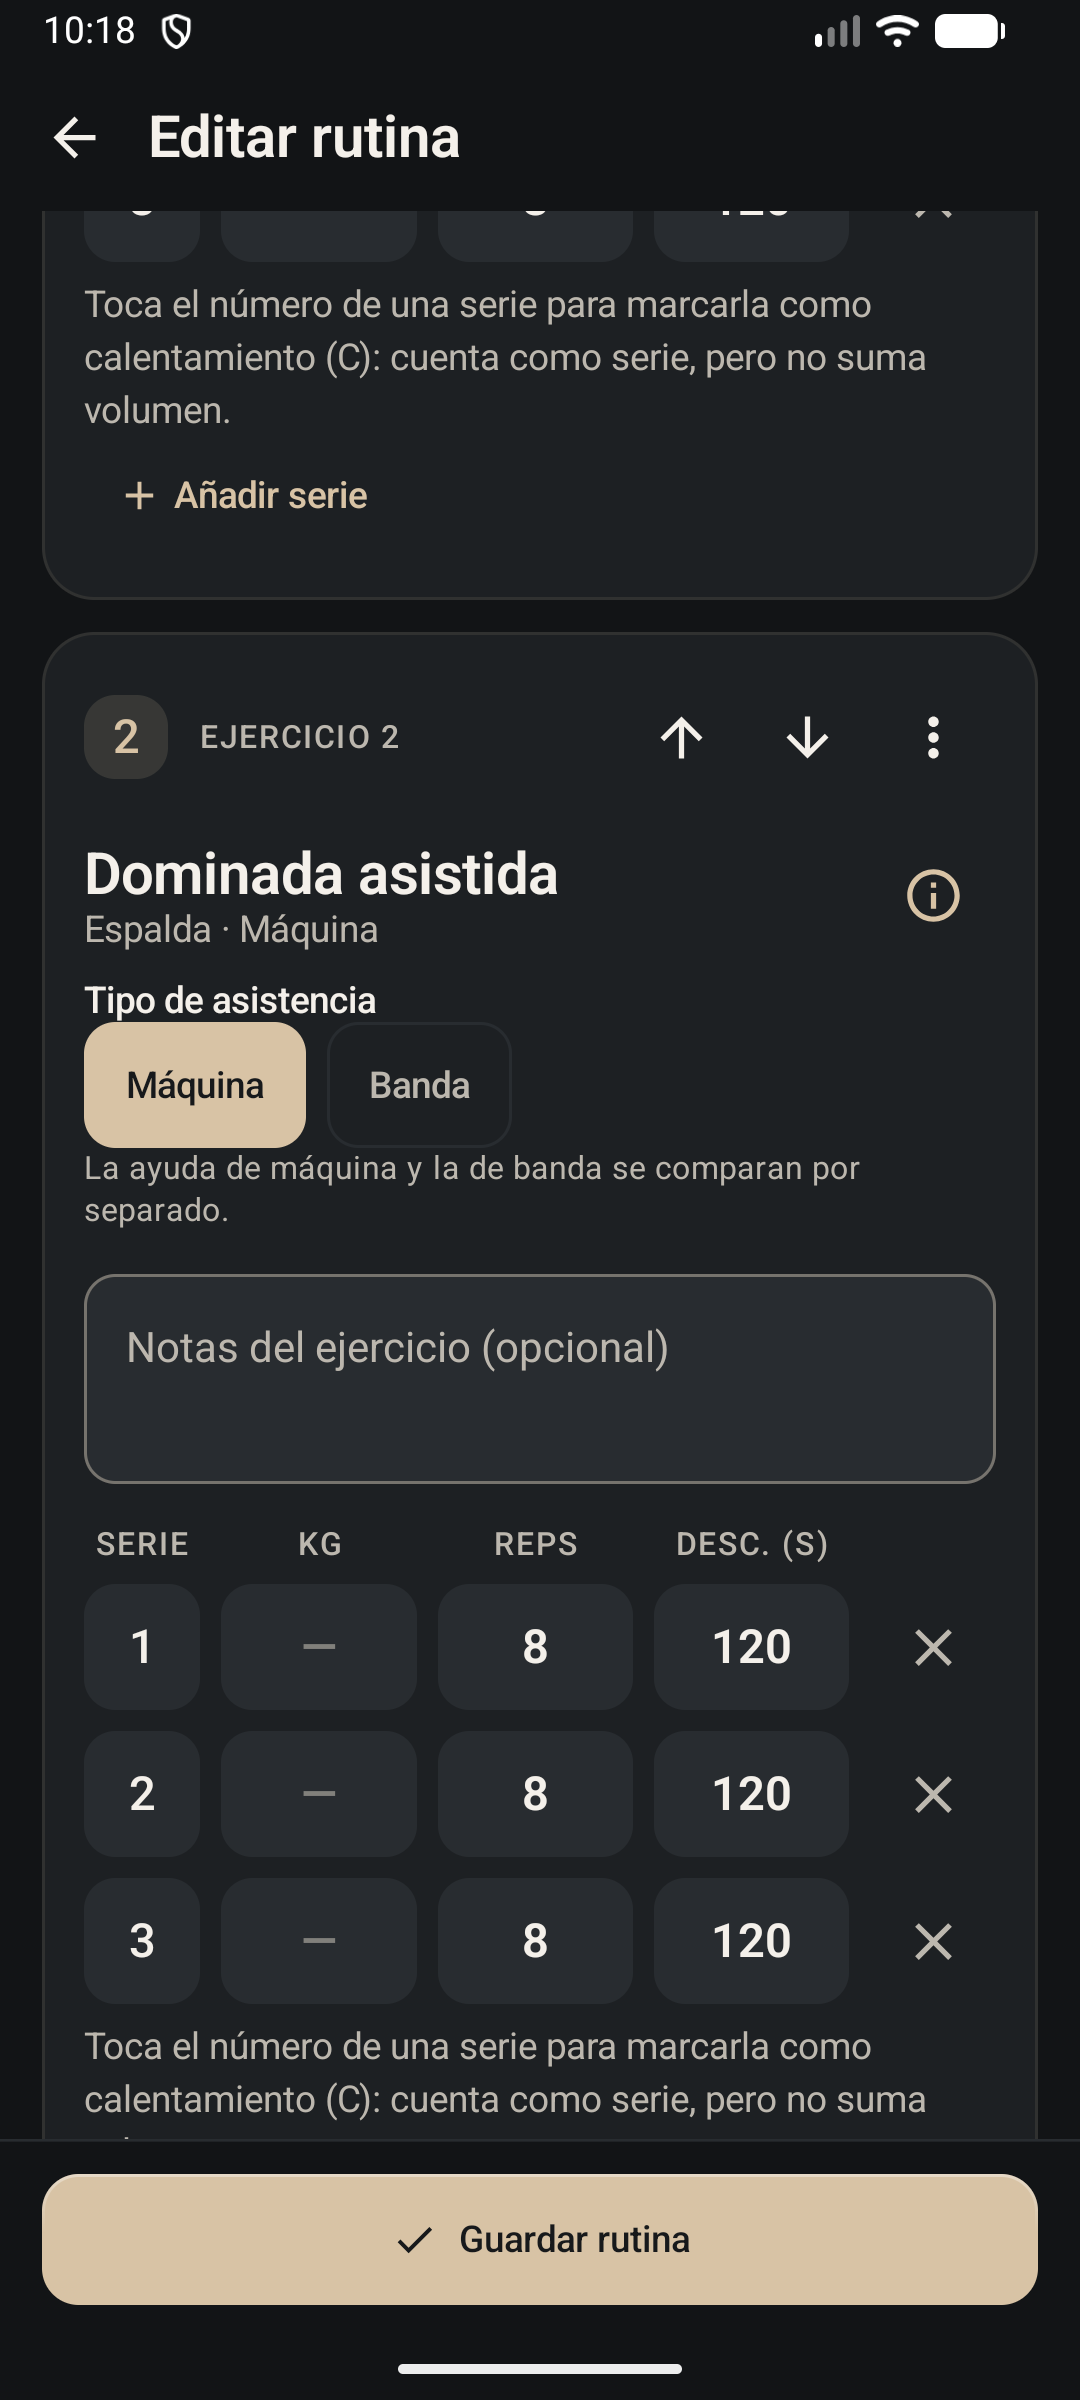 10:18
Editar rutina
120
Toca el número de una serie para marcarla como
calentamiento (C): cuenta como serie, pero no suma
volumen.
+ Añadir serie
2 EJERCICIO 2
Dominada asistida
Espalda · Máquina
Tipo de asistencia
Máquina Banda
La ayuda de máquina y la de banda se comparan por
separado.
Notas del ejercicio (opcional)
SERIE KG REPS DESC. (S)
1 – 8 120
2 – 8 120
3 – 8 120
Toca el número de una serie para marcarla como
calentamiento (C): cuenta como serie, pero no suma
Guardar rutina